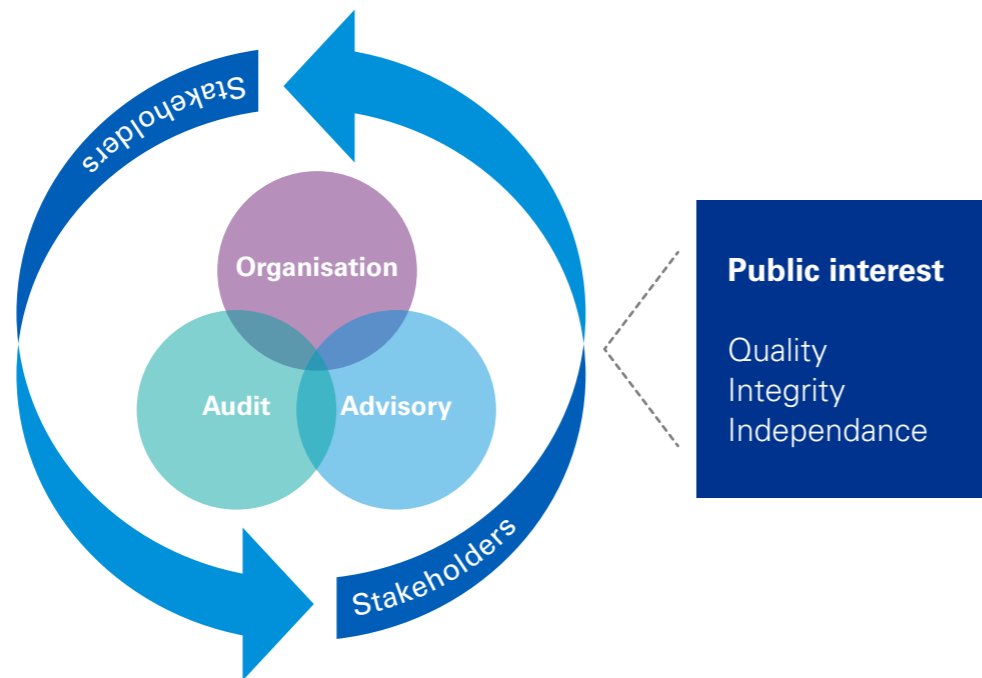 Stakeholders
Organisation
Audit
Advisory
Stakeholders
Public interest
Quality
Integrity
Independance